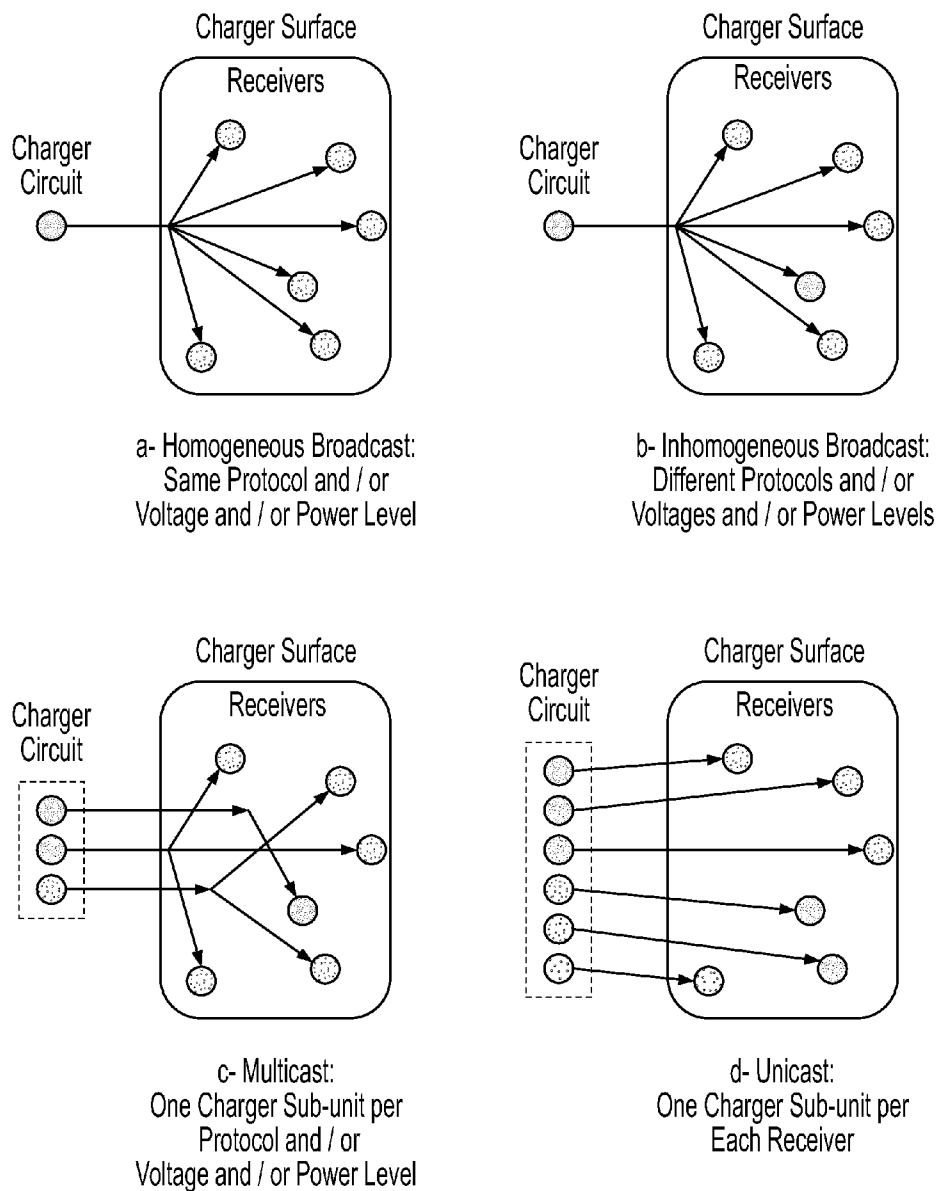 Charger Surface
Receivers
Charger
Circuit
a- Homogeneous Broadcast:
Same Protocol and / or
Voltage and / or Power Level
Charger Surface
Receivers
Charger
Circuit
b- Inhomogeneous Broadcast:
Different Protocols and / or
Voltages and / or Power Levels
Charger Surface
Receivers
Charger
Circuit
c- Multicast:
One Charger Sub-unit per
Protocol and / or
Voltage and / or Power Level
Charger Surface
Receivers
Charger
Circuit
d- Unicast:
One Charger Sub-unit per
Each Receiver